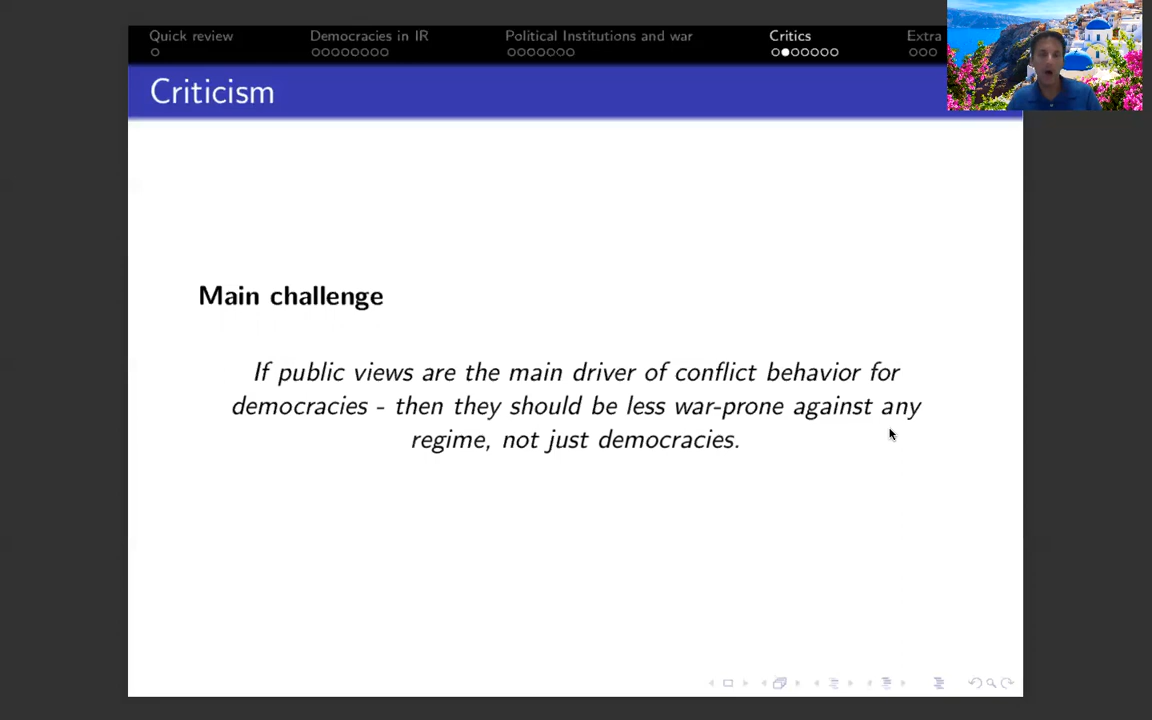 Quick review
Democracies in IR
Political Institutions and war
Critics
Extra
Criticism
Main challenge
If public views are the main driver of conflict behavior for
democracies - then they should be less war-prone against any
regime, not just democracies.